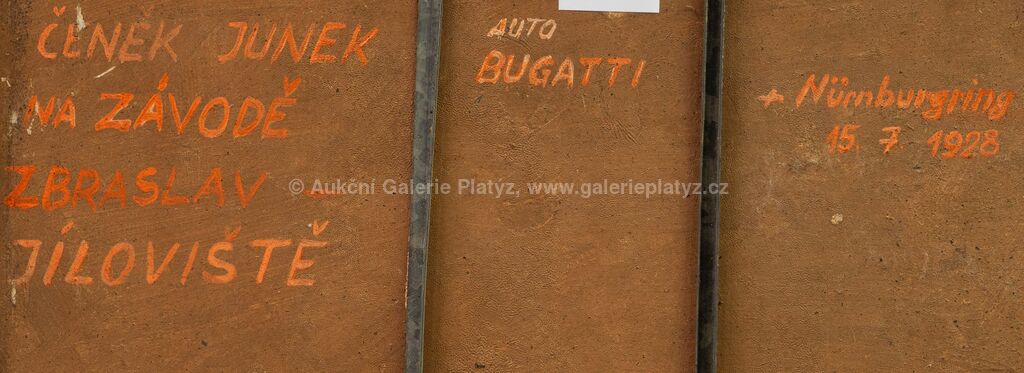 ČENĚK JUNEK
NA ZÁVODĚ
ZBRASLAV -
JÍLOVIŠTĚ
AUTO
BUGATTI
+ Nürnburgring
15. 7 1928
© Aukční Galerie Platýz, www.galerieplatyz.cz